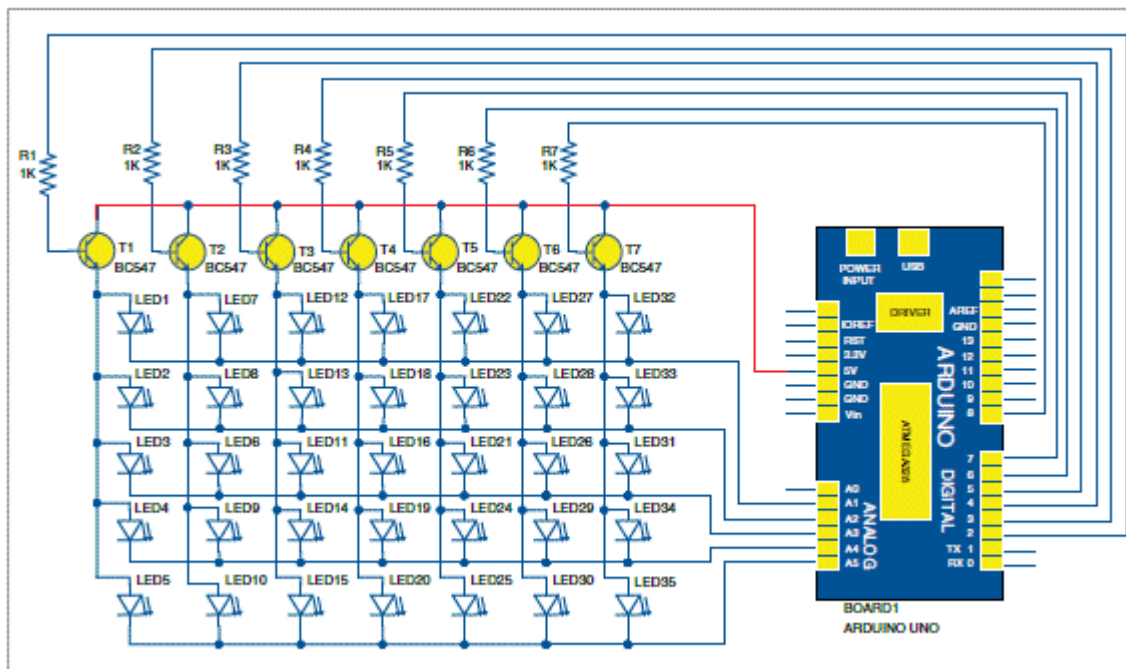 R1
1K
R2
1K
R3
1K
R4
1K
R5
1K
R6
1K
R7
1K
T1
BC547
T2
BC547
T3
BC547
T4
BC547
T5
BC547
T6
BC547
T7
BC547
LED1
LED7
LED12
LED17
LED22
LED27
LED32
LED2
LED8
LED13
LED18
LED23
LED28
LED33
LED3
LED6
LED11
LED16
LED21
LED26
LED31
LED4
LED9
LED14
LED19
LED24
LED29
LED34
LED5
LED10
LED15
LED20
LED25
LED30
LED35
POWER
INPUT
USB
DRIVER
IOREF
RST
3.3V
5V
GND
GND
Vin
AREF
GND
13
12
11
10
9
8
ARDUINO
7
6
5
4
3
2
TX 1
RX 0
DIGITAL
A0
A1
A2
A3
A4
A5
ANALOG
BOARD1
ARDUINO UNO